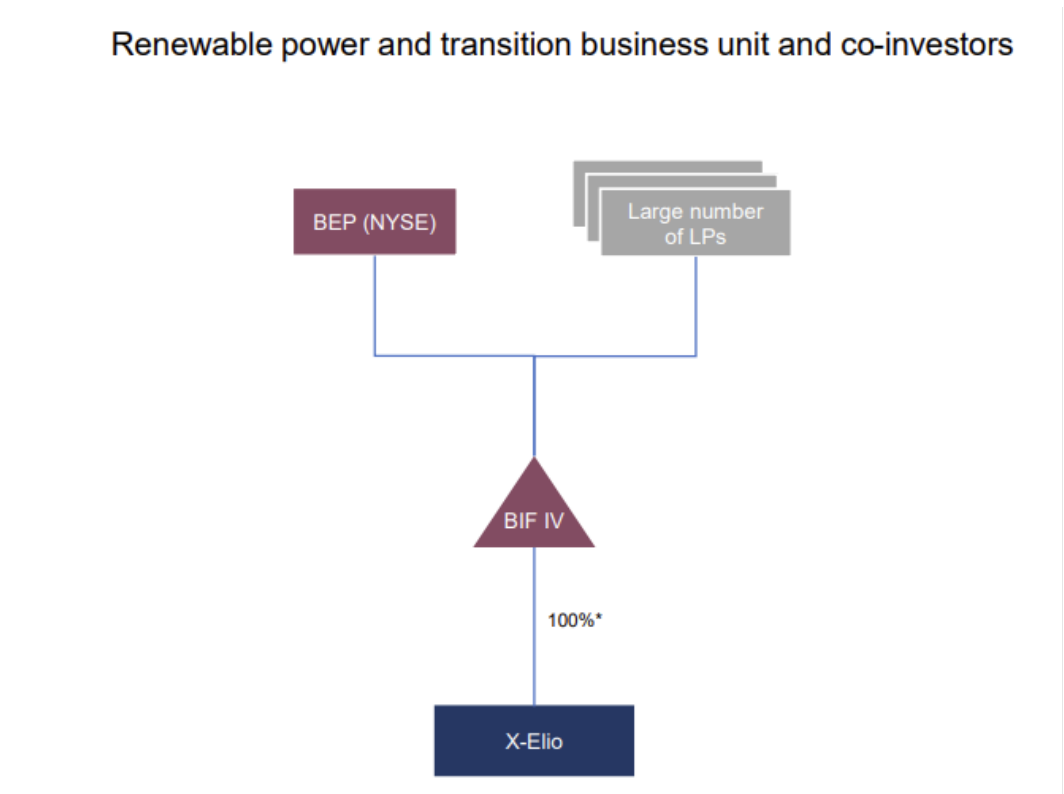 Renewable power and transition business unit and co-investors
BEP (NYSE)
Large number
of LPs
BIF IV
100%*
X-Elio